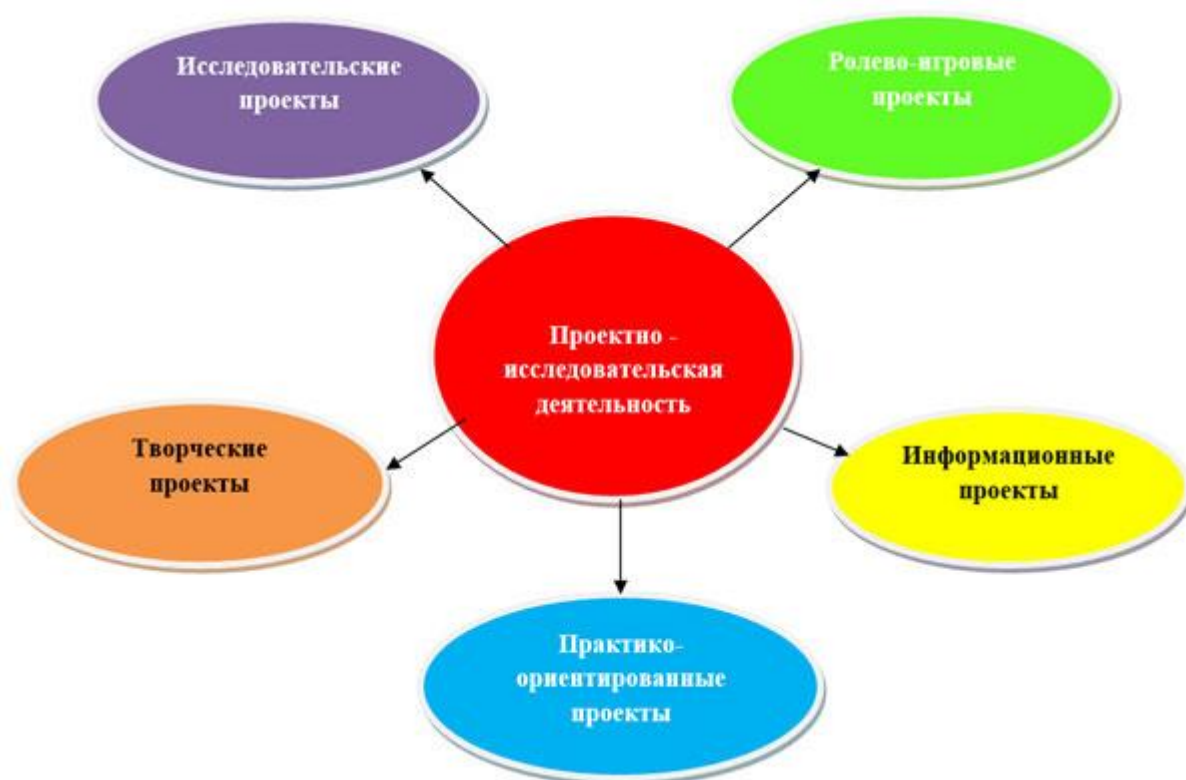 Исследовательские
проекты
Ролево-игровые
проекты
Проектно -
исследовательская
деятельность
Творческие
проекты
Информационные
проекты
Практико-
ориентированные
проекты